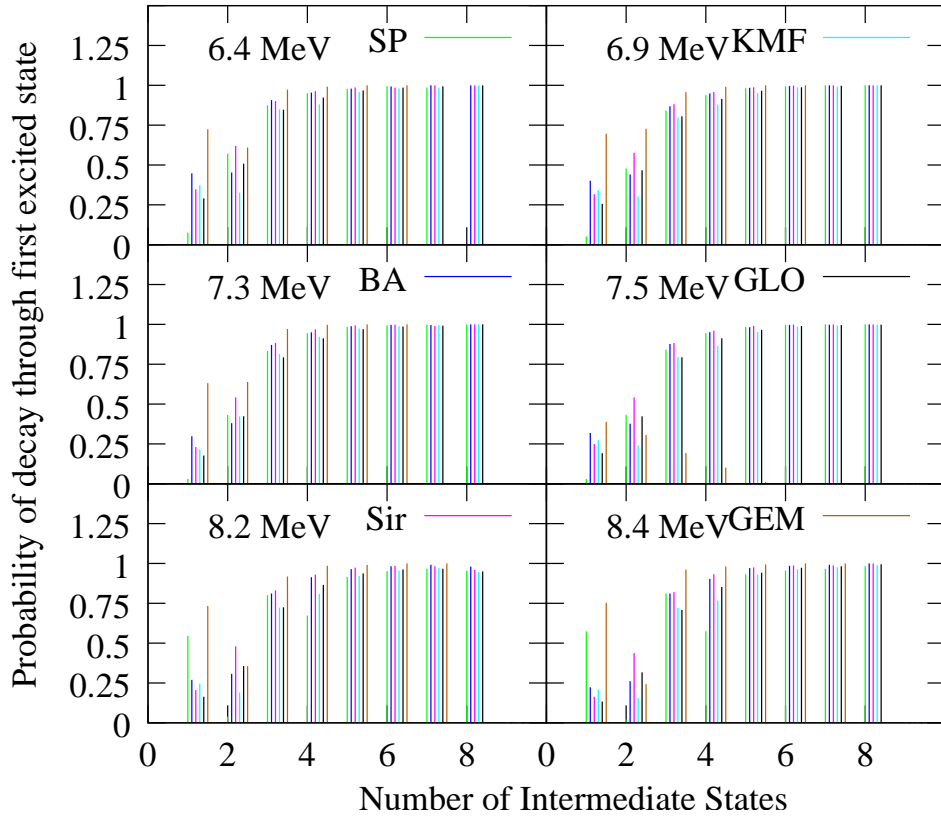 Probability of decay through first excited state
1.25
1
0.75
0.5
0.25
0
6.4 MeV
SP
6.9 MeV
KMF
1.25
1
0.75
0.5
0.25
0
7.3 MeV
BA
7.5 MeV
GLO
1.25
1
0.75
0.5
0.25
0
8.2 MeV
Sir
8.4 MeV
GEM
0 2 4 6 8 0 2 4 6 8
Number of Intermediate States